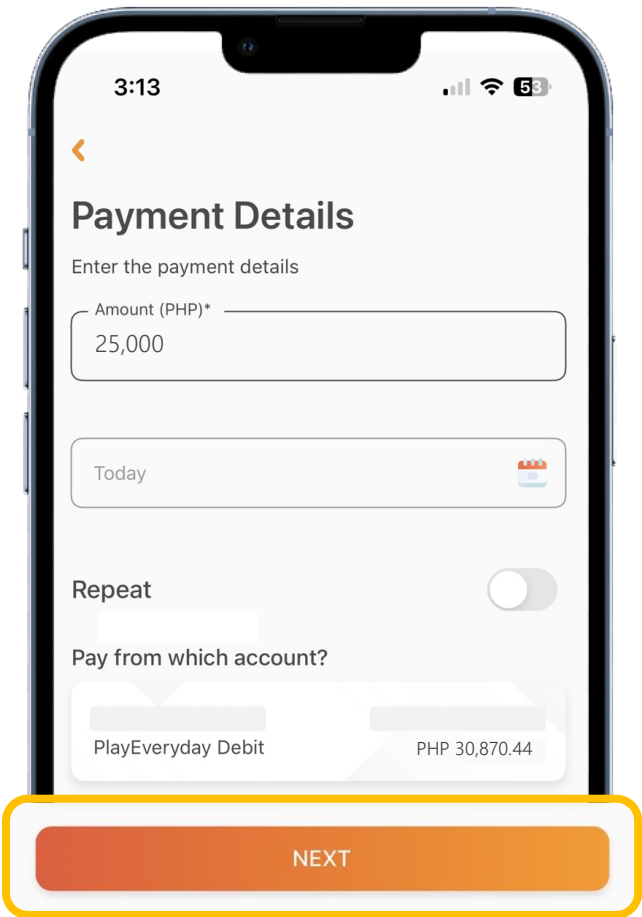 3:13
53
Payment Details
Enter the payment details
Amount (PHP)*
25,000
Today
Repeat
Pay from which account?
PlayEveryday Debit
PHP 30,870.44
NEXT